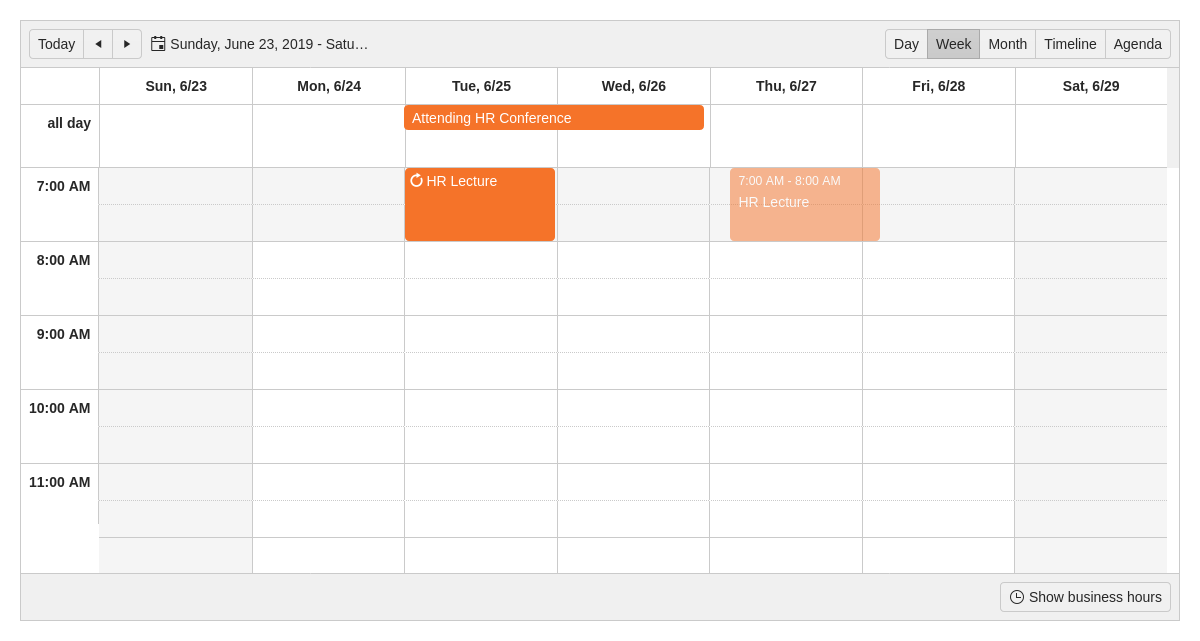 Today Sunday, June 23, 2019 - Satu… Day Week Month Timeline Agenda
Sun, 6/23 Mon, 6/24 Tue, 6/25 Wed, 6/26 Thu, 6/27 Fri, 6/28 Sat, 6/29
all day Attending HR Conference
7:00 AM HR Lecture 7:00 AM - 8:00 AM
HR Lecture
8:00 AM
9:00 AM
10:00 AM
11:00 AM
Show business hours